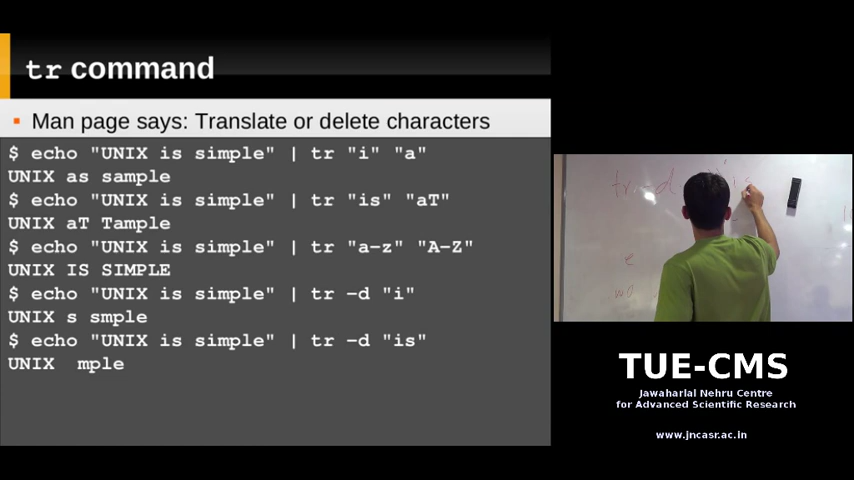 tr command
Man page says: Translate or delete characters
$ echo "UNIX is simple" | tr "i" "a"
UNIX as sample
$ echo "UNIX is simple" | tr "is" "aT"
UNIX aT Tample
$ echo "UNIX is simple" | tr "a-z" "A-Z"
UNIX IS SIMPLE
$ echo "UNIX is simple" | tr -d "i"
UNIX s smple
$ echo "UNIX is simple" | tr -d "is"
UNIX  mple
tr -d
e
wo
TUE-CMS
Jawaharlal Nehru Centre
for Advanced Scientific Research
www.jncasr.ac.in